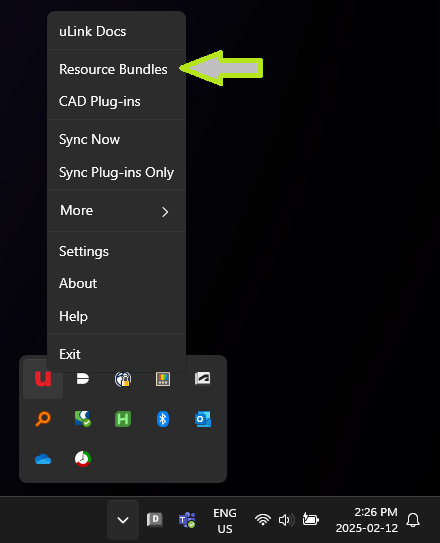 uLink Docs
Resource Bundles
CAD Plug-ins
Sync Now
Sync Plug-ins Only
More
Settings
About
Help
Exit
u
H
D
ENG
US
2:26 PM
2025-02-12